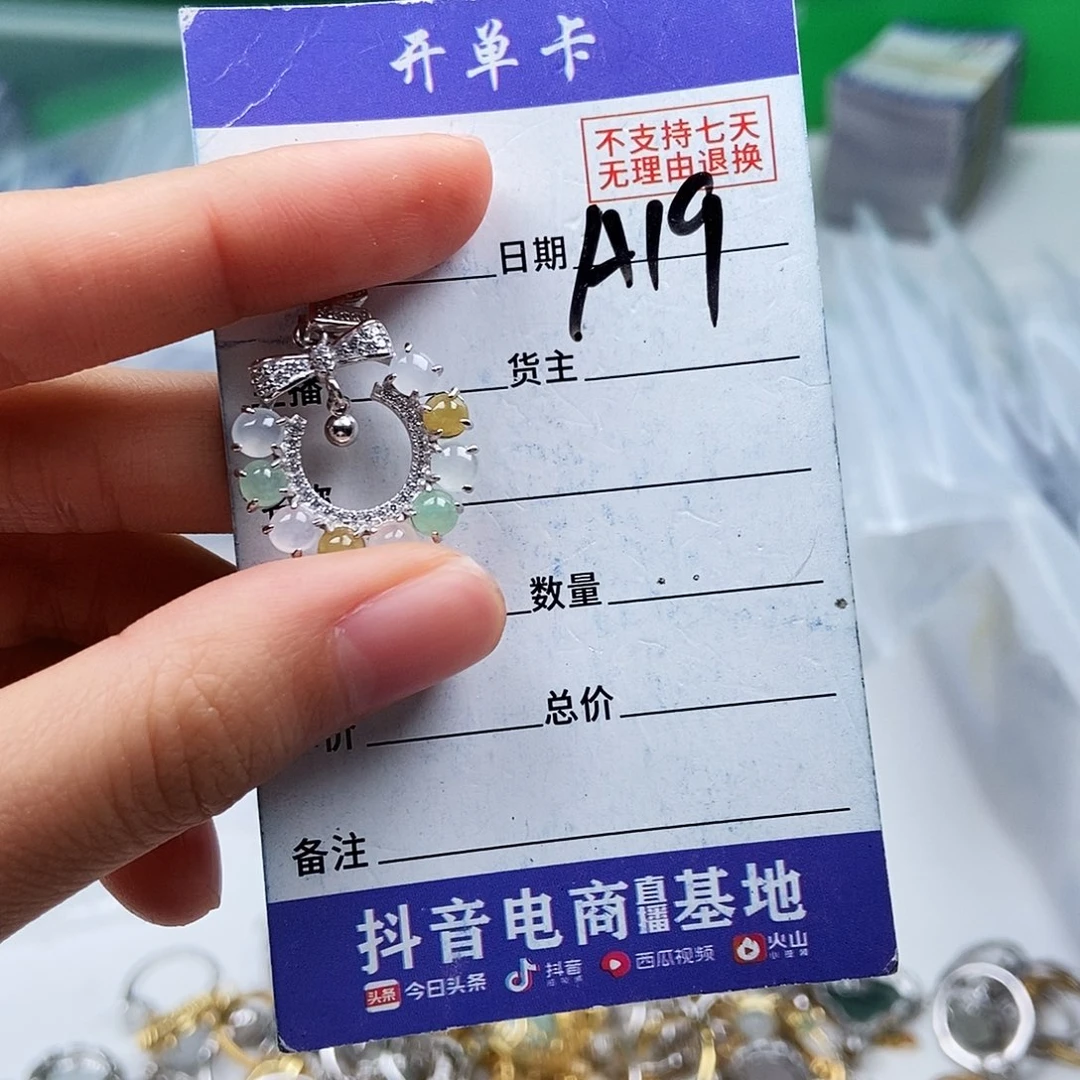 开单卡
不支持七天
无理由退换
日期 A19
播 货主
数量
价 总价
备注
抖音电商直播基地
头条 今日头条 抖音 西瓜视频 火山